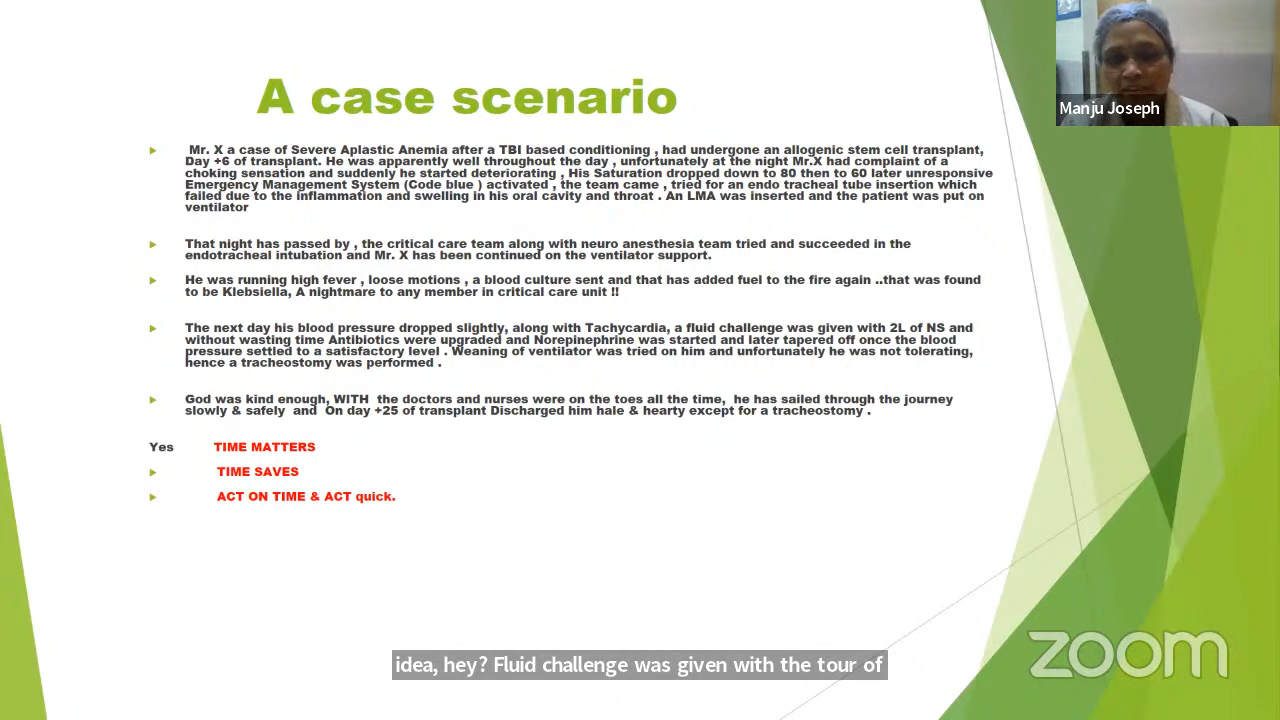 A case scenario
Manju Joseph
Mr. X a case of Severe Aplastic Anemia after a TBI based conditioning , had undergone an allogenic stem cell transplant,
Day +6 of transplant. He was apparently well throughout the day , unfortunately at the night Mr.X had complaint of a
choking sensation and suddenly he started deteriorating , His Saturation dropped down to 80 then to 60 later unresponsive
Emergency Management System (Code blue ) activated , the team came , tried for an endo tracheal tube insertion which
failed due to the inflammation and swelling in his oral cavity and throat . An LMA was inserted and the patient was put on
ventilator
That night has passed by , the critical care team along with neuro anesthesia team tried and succeeded in the
endotracheal intubation and Mr. X has been continued on the ventilator support.
He was running high fever , loose motions , a blood culture sent and that has added fuel to the fire again ..that was found
to be Klebsiella, A nightmare to any member in critical care unit !!
The next day his blood pressure dropped slightly, along with Tachycardia, a fluid challenge was given with 2L of NS and
without wasting time Antibiotics were upgraded and Norepinephrine was started and later tapered off once the blood
pressure settled to a satisfactory level . Weaning of ventilator was tried on him and unfortunately he was not tolerating,
hence a tracheostomy was performed .
God was kind enough, WITH the doctors and nurses were on the toes all the time, he has sailed through the journey
slowly & safely and On day +25 of transplant Discharged him hale & hearty except for a tracheostomy .
Yes TIME MATTERS
TIME SAVES
ACT ON TIME & ACT quick.
idea, hey? Fluid challenge was given with the tour of
zoom